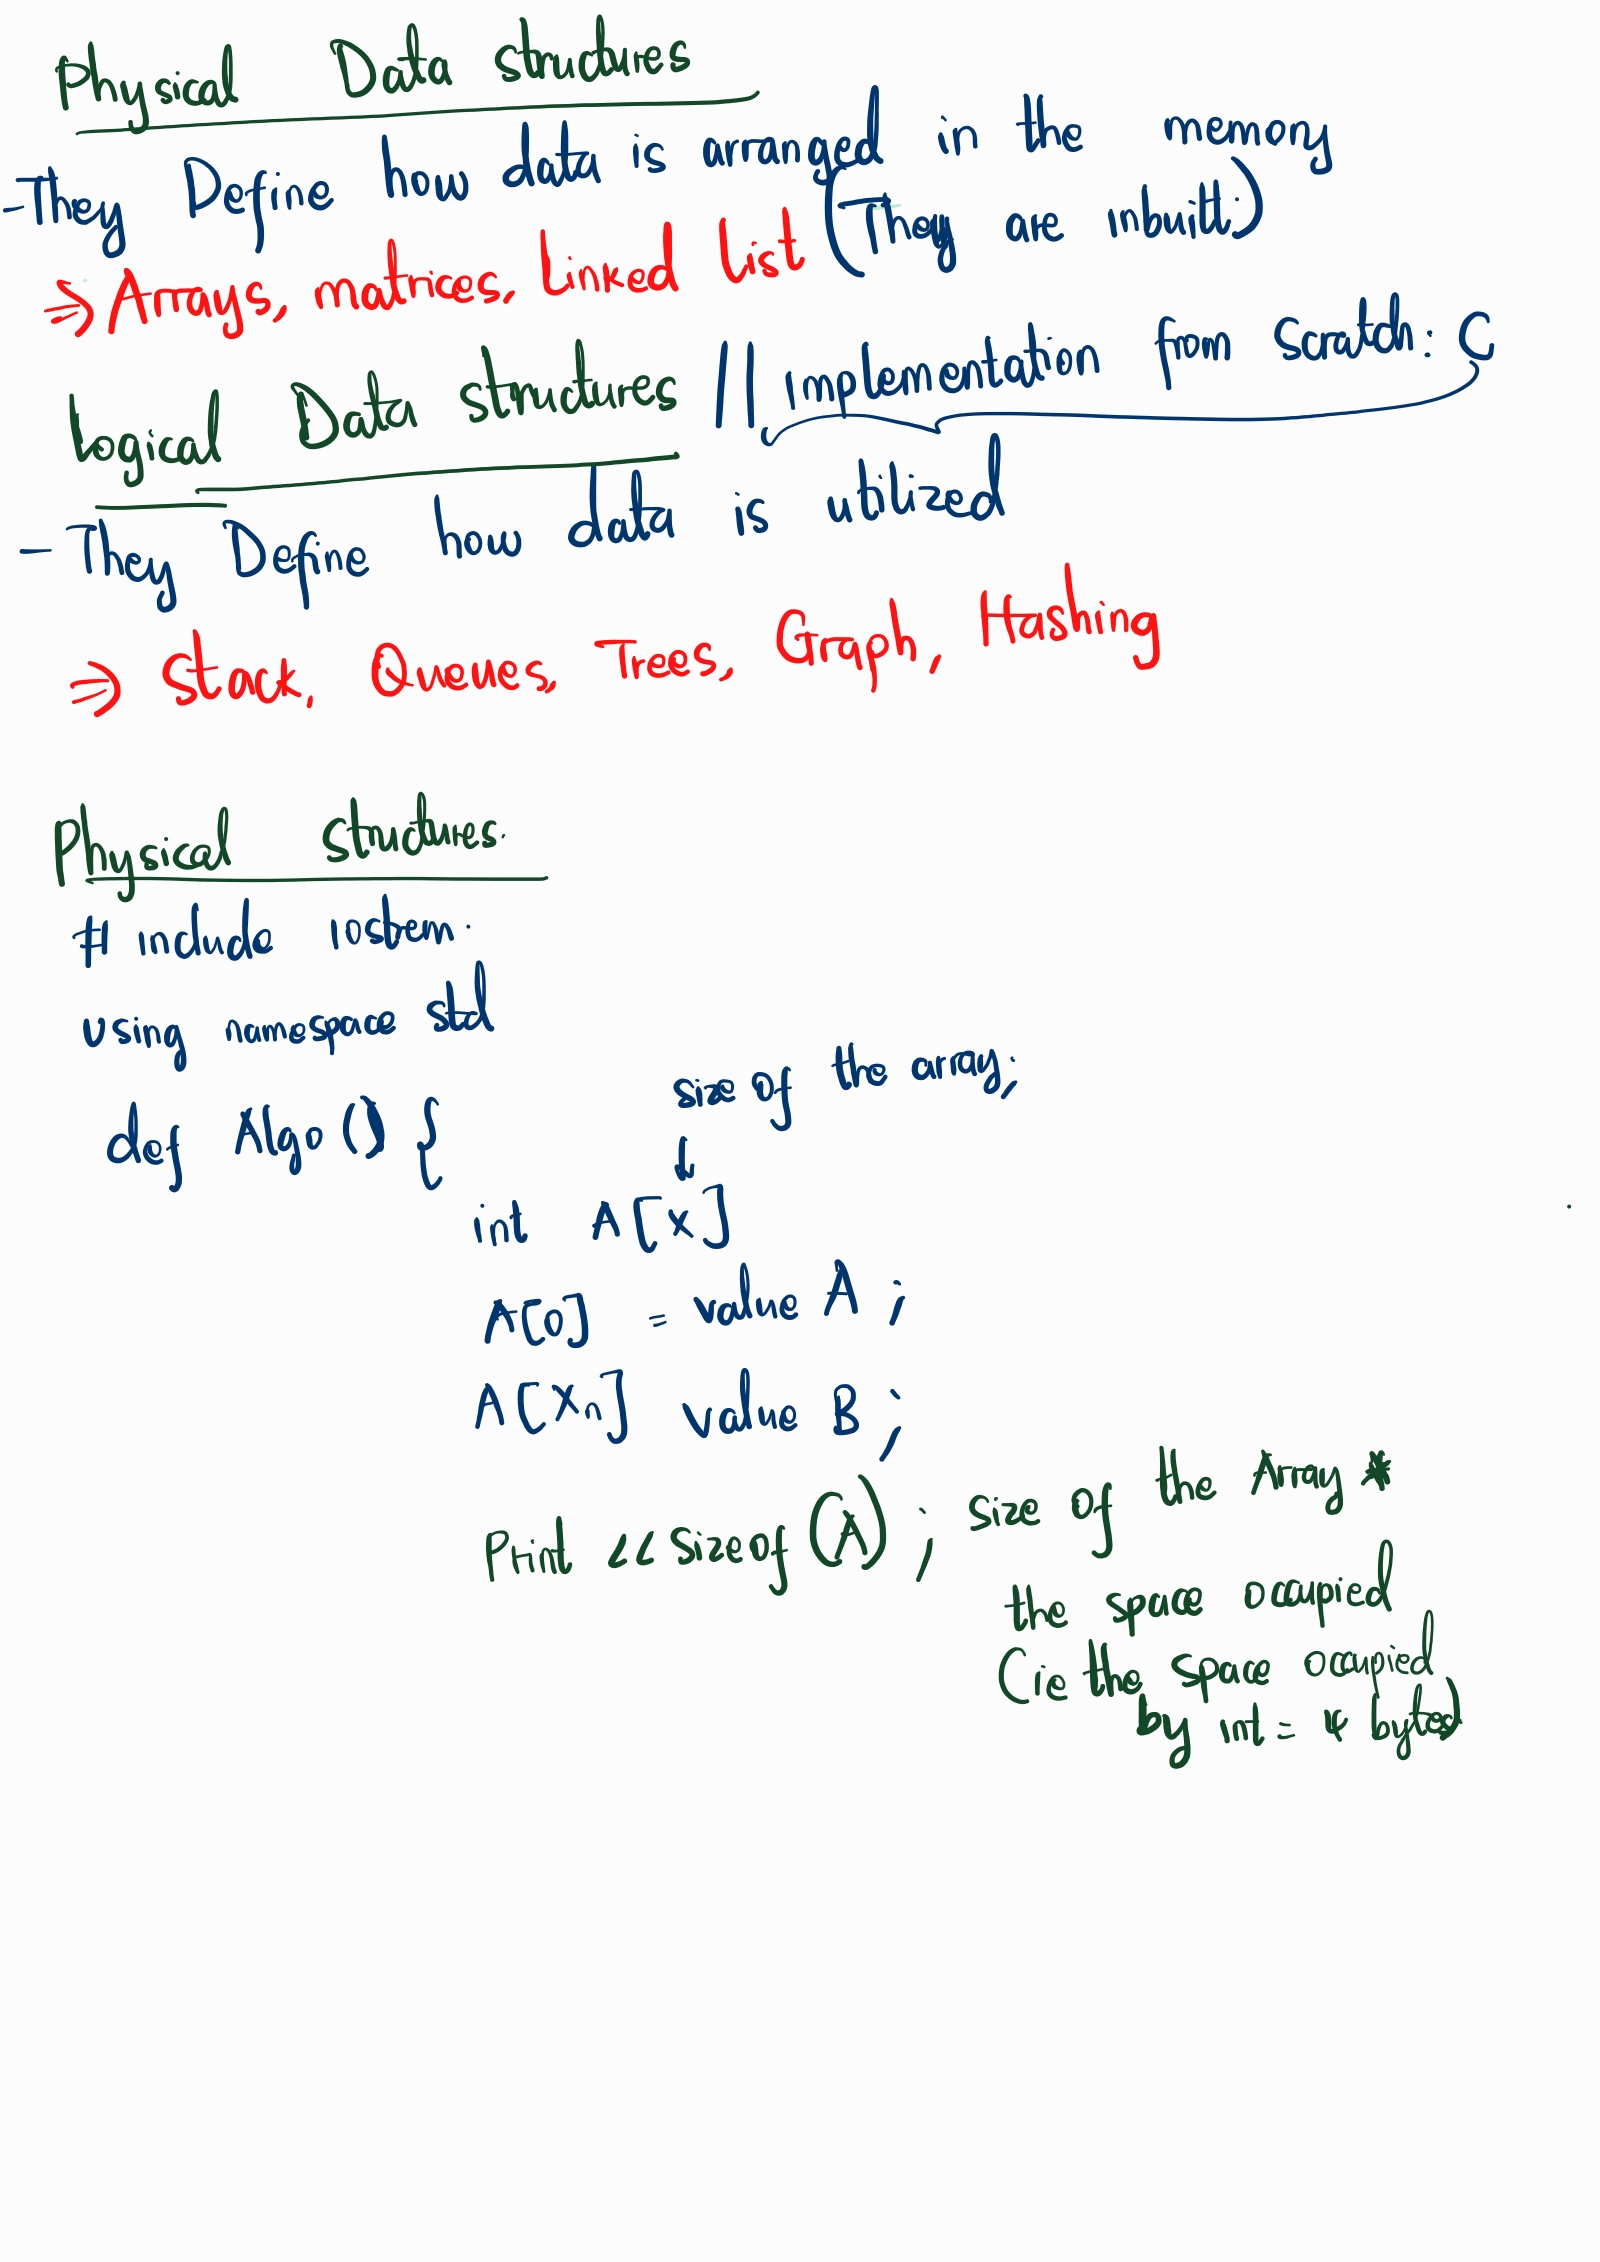 Physical Data structures
-They Define how data is arranged in the memory
⇒ Arrays, matrices, Linked List (They are inbuilt.)
Logical Data structures || Implementation from scratch: C
- They Define how data is utilized
⇒ Stack, Queues, Trees, Graph, Hashing
Physical structures.
# include iostrem.
using namespace std
def Algo () {
size of the array;
↓
int A[x]
A[0] = value A ;
A[Xn] value B ;
Print << Sizeof (A) ; size of the Array *
the space occupied
(ie the space occupied
by int = 4 bytes)